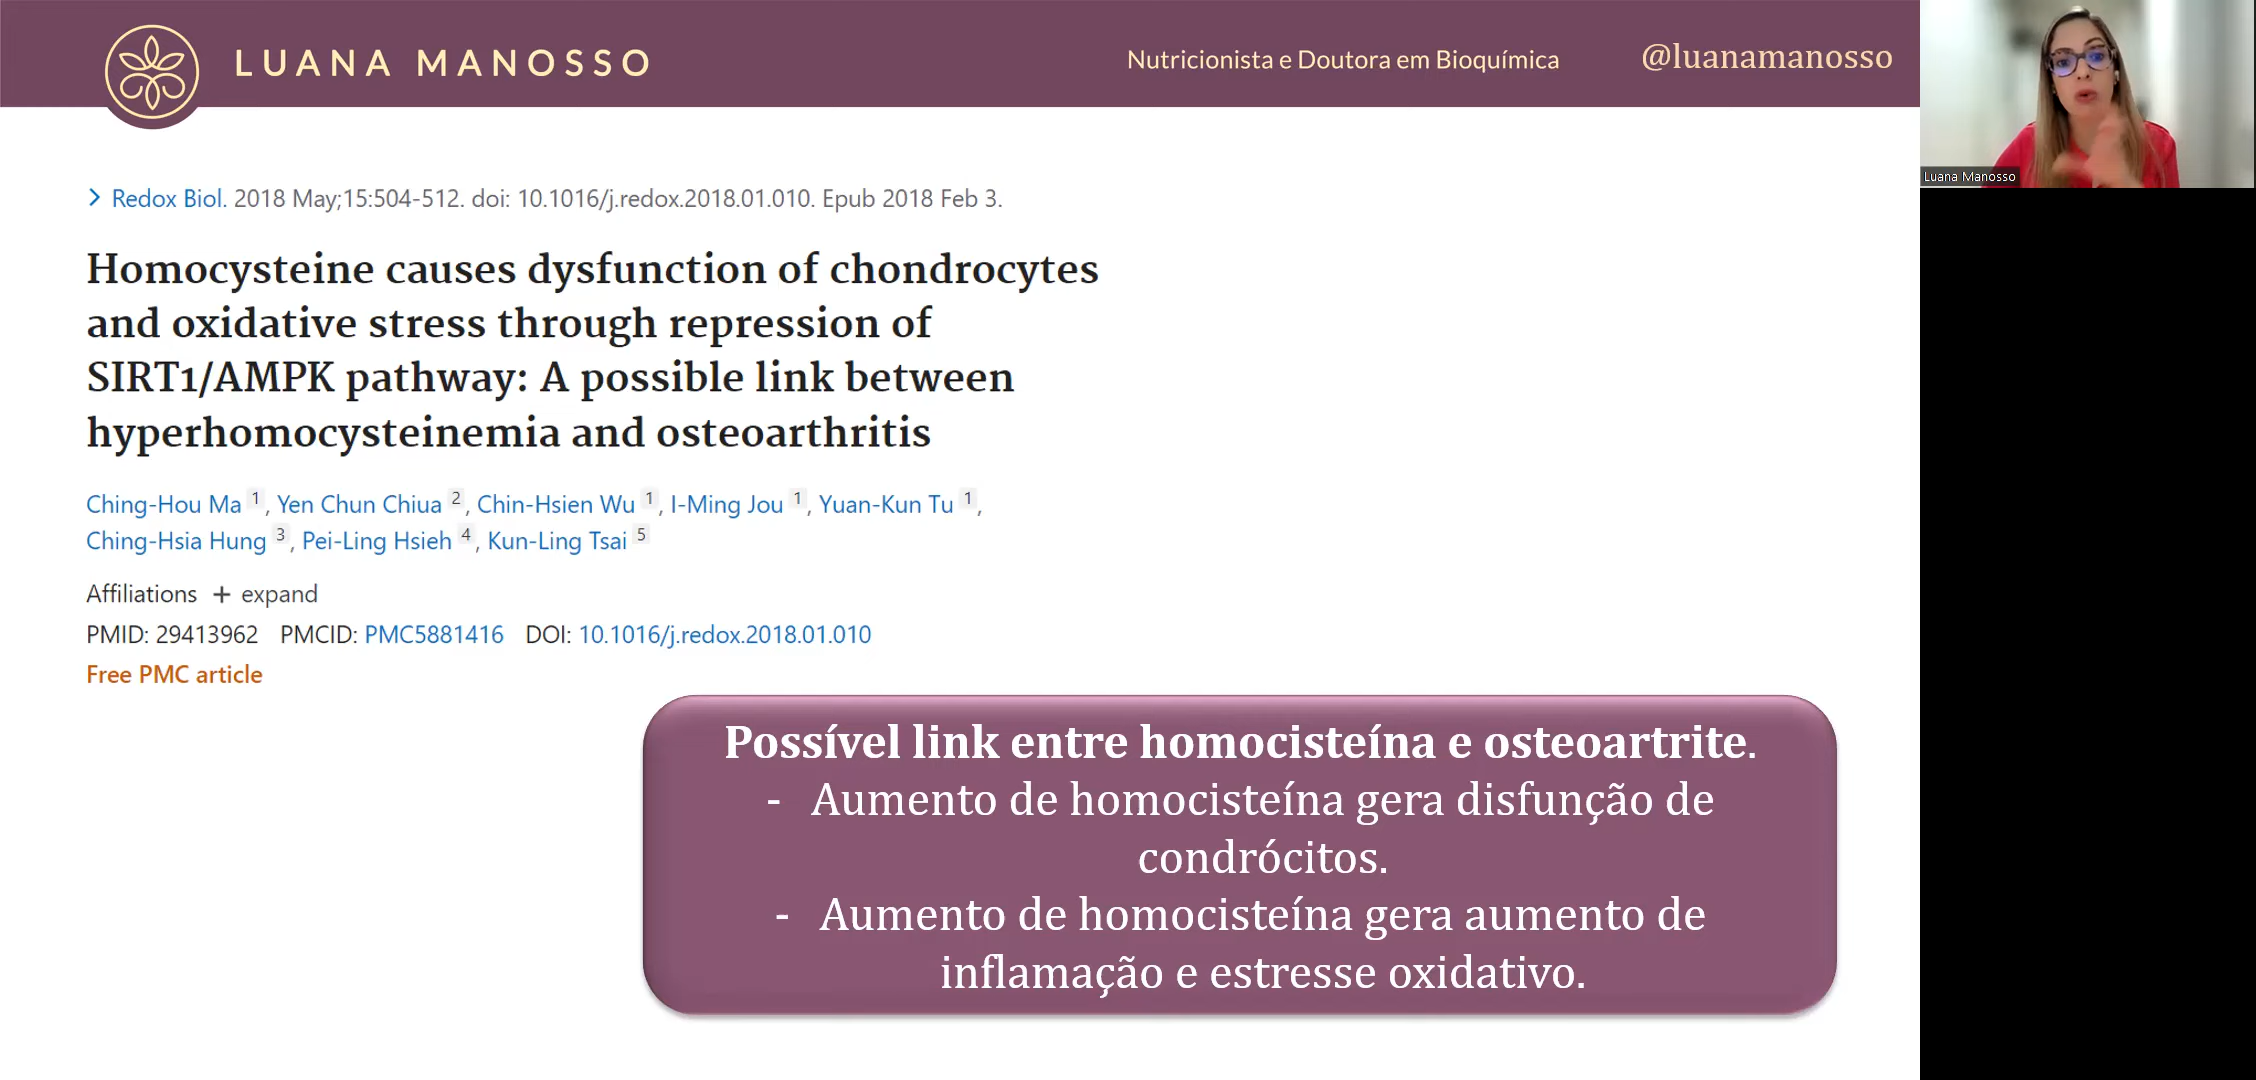 LUANA MANOSSO
Nutricionista e Doutora em Bioquímica
@luanamanosso
Luana Manosso
> Redox Biol. 2018 May;15:504-512. doi: 10.1016/j.redox.2018.01.010. Epub 2018 Feb 3.
Homocysteine causes dysfunction of chondrocytes
and oxidative stress through repression of
SIRT1/AMPK pathway: A possible link between
hyperhomocysteinemia and osteoarthritis
Ching-Hou Ma 1, Yen Chun Chiua 2, Chin-Hsien Wu 1, I-Ming Jou 1, Yuan-Kun Tu 1,
Ching-Hsia Hung 3, Pei-Ling Hsieh 4, Kun-Ling Tsai 5
Affiliations + expand
PMID: 29413962 PMCID: PMC5881416 DOI: 10.1016/j.redox.2018.01.010
Free PMC article
Possível link entre homocisteína e osteoartrite.
- Aumento de homocisteína gera disfunção de
condrócitos.
- Aumento de homocisteína gera aumento de
inflamação e estresse oxidativo.